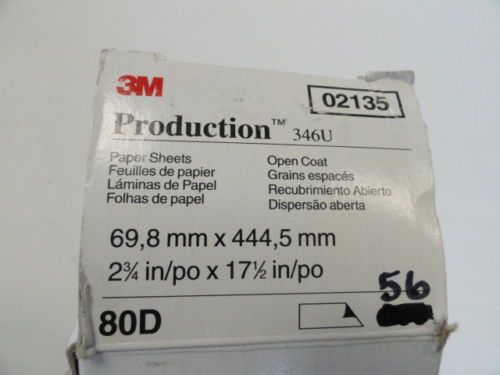 3M
02135
Production™ 346U
Paper Sheets
Feuilles de papier
Láminas de Papel
Folhas de papel
Open Coat
Grains espacés
Recubrimiento Abierto
Dispersão aberta
69,8 mm x 444,5 mm
2¾ in/po x 17½ in/po
56
80D